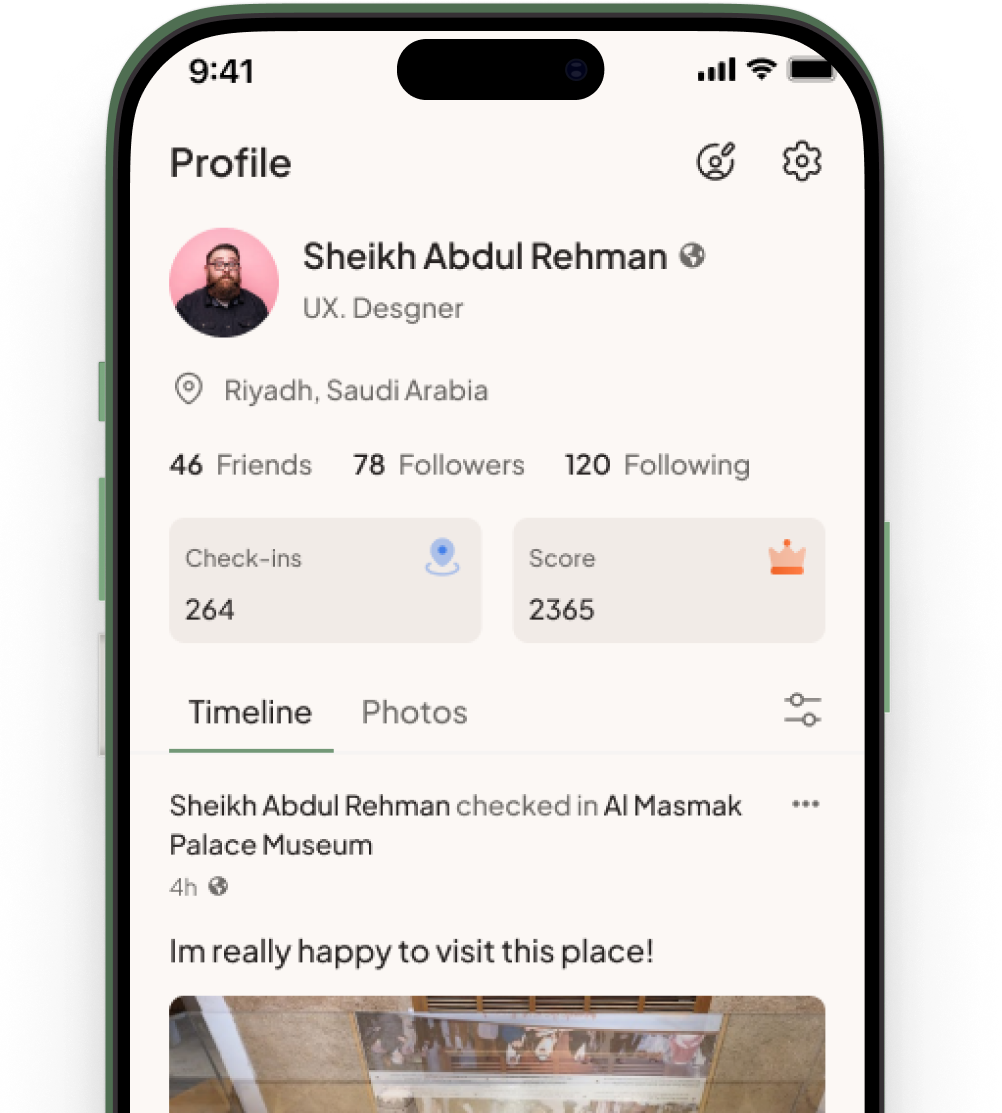 9:41
Profile
Sheikh Abdul Rehman
UX. Desgner
Riyadh, Saudi Arabia
46 Friends 78 Followers 120 Following
Check-ins Score
264 2365
Timeline Photos
Sheikh Abdul Rehman checked in Al Masmak
Palace Museum
4h
Im really happy to visit this place!